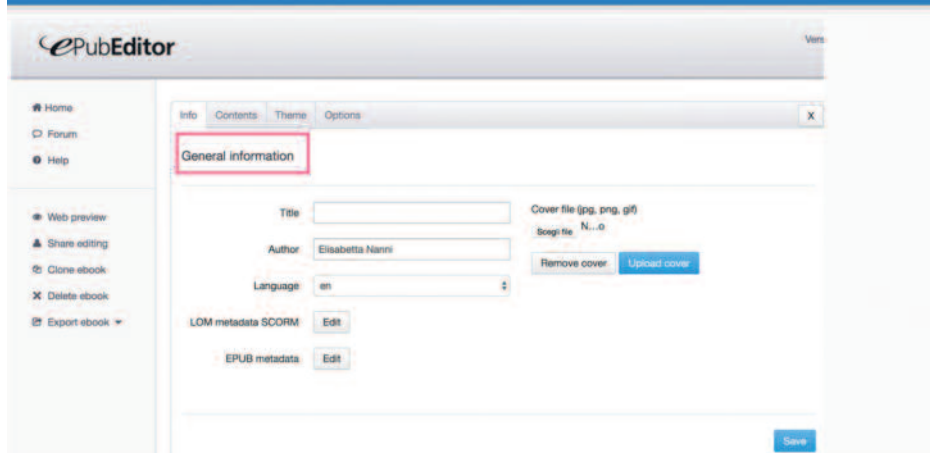 ePubEditor
Vers
Home
Forum
Help
Web preview
Share editing
Clone ebook
Delete ebook
Export ebook
Info Contents Theme Options X
General information
Title
Author Elisabetta Nanni
Language en
LOM metadata SCORM Edit
EPUB metadata Edit
Cover file (jpg, png, gif)
Scegli file N...o
Remove cover Upload cover
Save